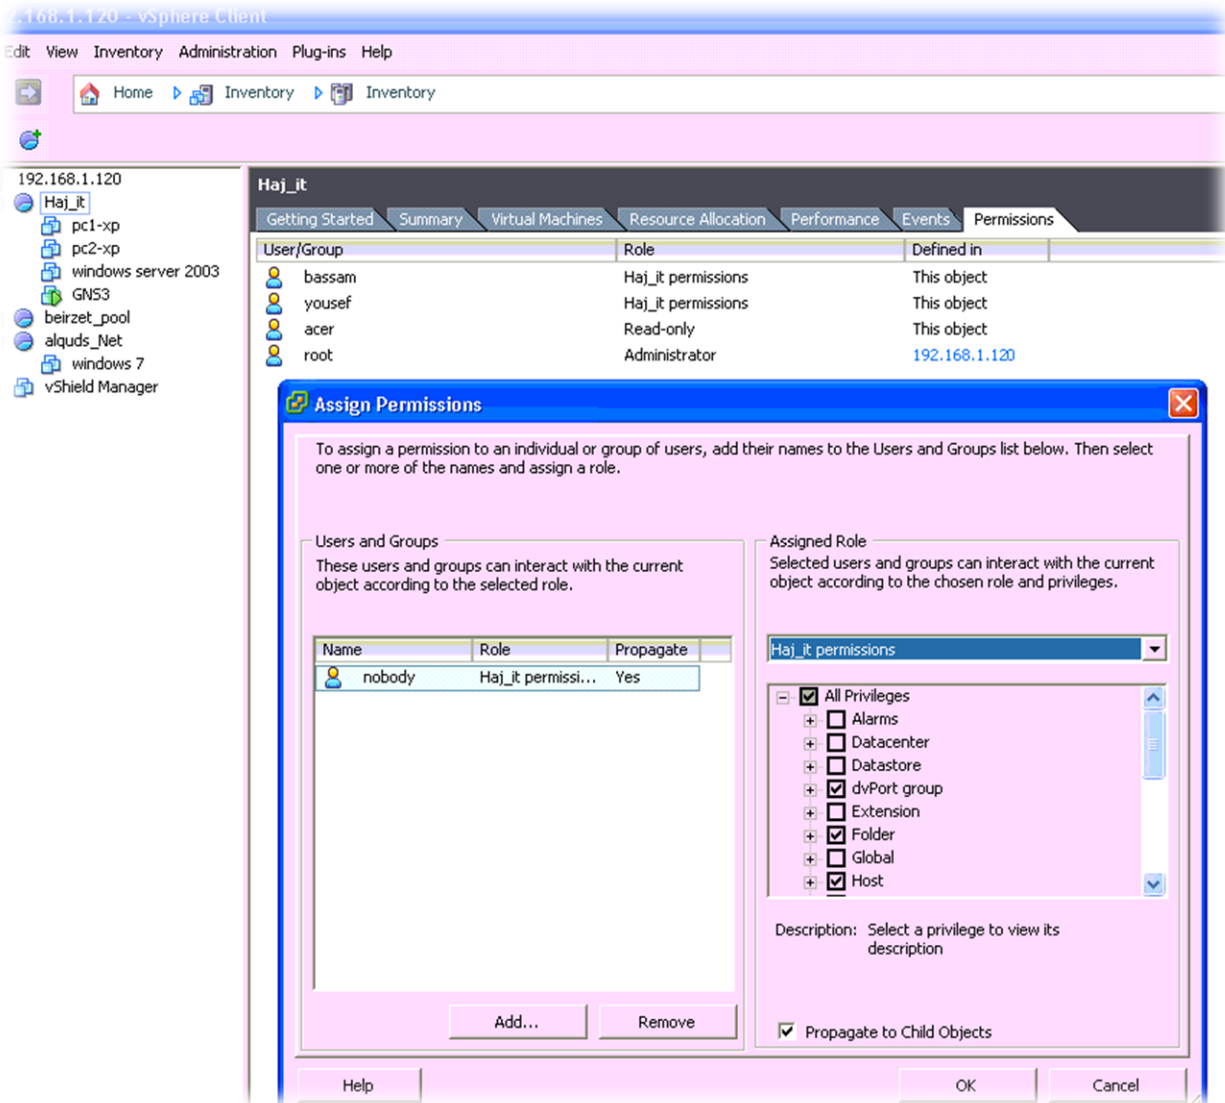 2.168.1.120 - vSphere Client
Edit View Inventory Administration Plug-ins Help
Home Inventory Inventory
192.168.1.120
Haj_it
pc1-xp
pc2-xp
windows server 2003
GNS3
beirzet_pool
alquds_Net
windows 7
vShield Manager
Haj_it
Getting Started Summary Virtual Machines Resource Allocation Performance Events Permissions
User/Group Role Defined in
bassam Haj_it permissions This object
yousef Haj_it permissions This object
acer Read-only This object
root Administrator 192.168.1.120
Assign Permissions
To assign a permission to an individual or group of users, add their names to the Users and Groups list below. Then select
one or more of the names and assign a role.
Users and Groups
These users and groups can interact with the current
object according to the selected role.
Name Role Propagate
nobody Haj_it permissi... Yes
Add... Remove
Assigned Role
Selected users and groups can interact with the current
object according to the chosen role and privileges.
Haj_it permissions
All Privileges
Alarms
Datacenter
Datastore
dvPort group
Extension
Folder
Global
Host
Description: Select a privilege to view its
description
Propagate to Child Objects
Help OK Cancel